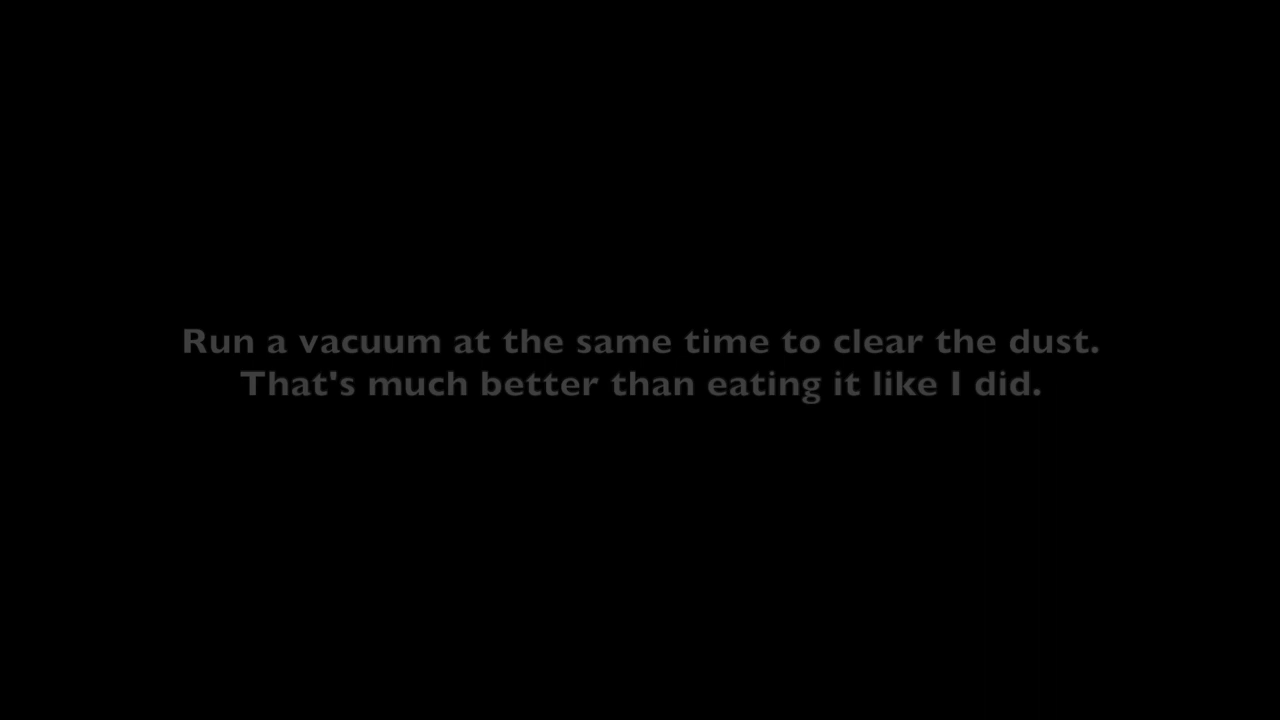 Run a vacuum at the same time to clear the dust.
That's much better than eating it like I did.